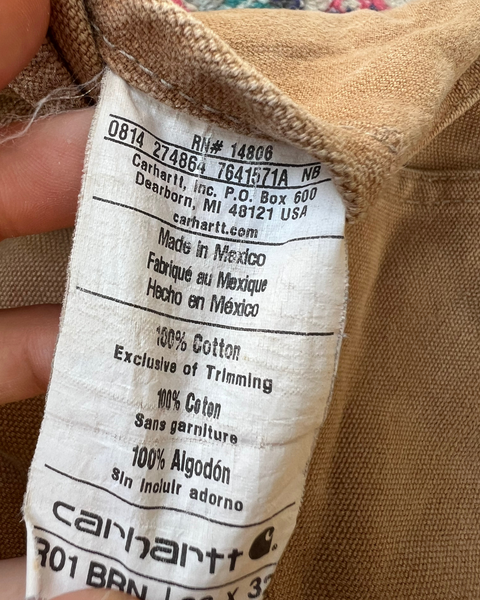 RN# 14806
0814 274864 7641571A NB
Carhartt, Inc. P.O. Box 600
Dearborn, MI 48121 USA
carhartt.com
Made in Mexico
Fabriqué au Mexique
Hecho en México
100% Cotton
Exclusive of Trimming
100% Coton
Sans garniture
100% Algodón
Sin incluir adorno
carhartt
R01 BRN X